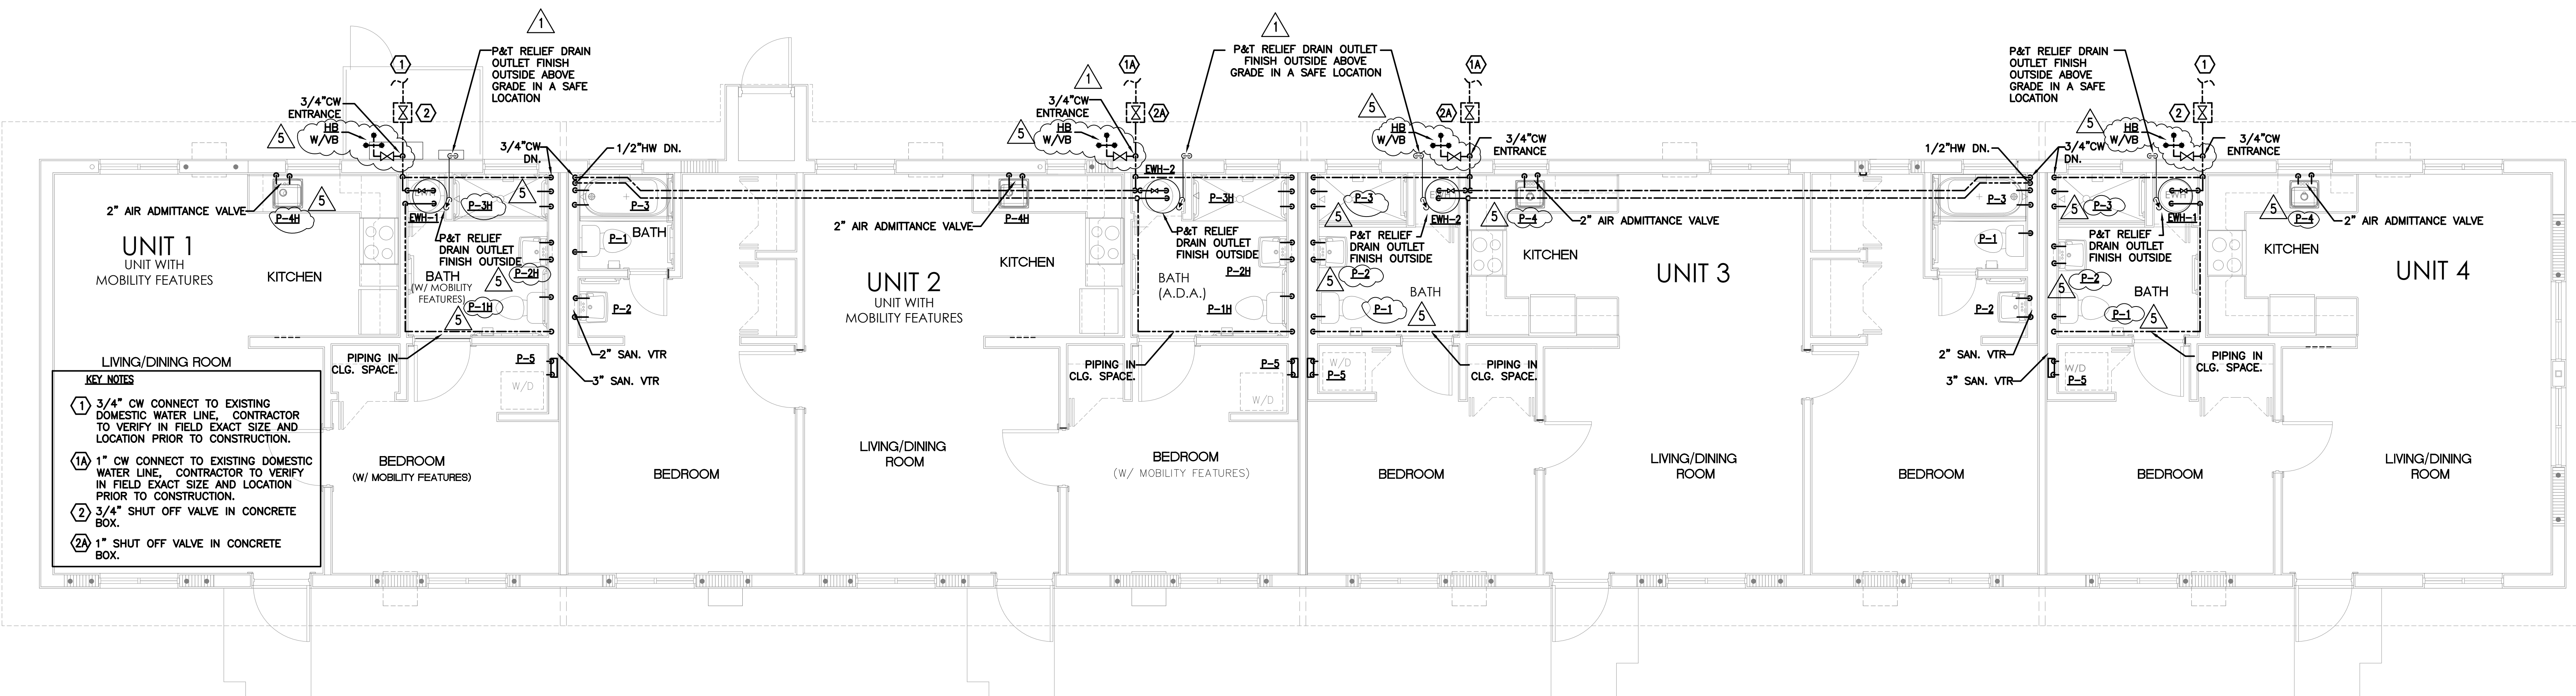 1
P&T RELIEF DRAIN
OUTLET FINISH
OUTSIDE ABOVE
GRADE IN A SAFE
LOCATION
1
3/4"CW
ENTRANCE
2
HB
W/VB
5
3/4"CW
DN.
1/2"HW DN.
2" AIR ADMITTANCE VALVE
P-4H
5
EWH-1
P-3H
5
P-3
UNIT 1
UNIT WITH
MOBILITY FEATURES
KITCHEN
P&T RELIEF
DRAIN OUTLET
FINISH OUTSIDE
BATH
(W/ MOBILITY
FEATURES)
P-2H
5
P-1H
5
P-1
BATH
P-2
2" SAN. VTR
3" SAN. VTR
PIPING IN
CLG. SPACE.
P-5
W/D
LIVING/DINING ROOM
KEY NOTES
1 3/4" CW CONNECT TO EXISTING
DOMESTIC WATER LINE, CONTRACTOR
TO VERIFY IN FIELD EXACT SIZE AND
LOCATION PRIOR TO CONSTRUCTION.
1A 1" CW CONNECT TO EXISTING DOMESTIC
WATER LINE, CONTRACTOR TO VERIFY
IN FIELD EXACT SIZE AND LOCATION
PRIOR TO CONSTRUCTION.
2 3/4" SHUT OFF VALVE IN CONCRETE
BOX.
2A 1" SHUT OFF VALVE IN CONCRETE
BOX.
BEDROOM
(W/ MOBILITY FEATURES)
BEDROOM
1
P&T RELIEF DRAIN OUTLET
FINISH OUTSIDE ABOVE
GRADE IN A SAFE LOCATION
1
1A
3/4"CW
ENTRANCE
2A
HB
W/VB
5
EWH-2
2" AIR ADMITTANCE VALVE
P-4H
P-3H
UNIT 2
UNIT WITH
MOBILITY FEATURES
KITCHEN
P&T RELIEF
DRAIN OUTLET
FINISH OUTSIDE
BATH
(A.D.A.)
P-2H
P-1H
PIPING IN
CLG. SPACE.
P-5
W/D
LIVING/DINING
ROOM
BEDROOM
(W/ MOBILITY FEATURES)
1A
2A
5
HB
W/VB
3/4"CW
ENTRANCE
P-3
5
EWH-2
P&T RELIEF
DRAIN OUTLET
FINISH OUTSIDE
P-4
5
2" AIR ADMITTANCE VALVE
KITCHEN
UNIT 3
P-2
5
P-1
5
BATH
W/D
P-5
PIPING IN
CLG. SPACE.
BEDROOM
LIVING/DINING
ROOM
P&T RELIEF DRAIN
OUTLET FINISH
OUTSIDE ABOVE
GRADE IN A SAFE
LOCATION
1
2
5
HB
W/VB
3/4"CW
ENTRANCE
1/2"HW DN.
3/4"CW
DN.
P-3
P-1
P-2
2" SAN. VTR
3" SAN. VTR
BEDROOM
P-3
5
EWH-1
P&T RELIEF
DRAIN OUTLET
FINISH OUTSIDE
P-2
5
BATH
P-1
5
W/D
P-5
PIPING IN
CLG. SPACE.
P-4
5
2" AIR ADMITTANCE VALVE
KITCHEN
UNIT 4
BEDROOM
LIVING/DINING
ROOM